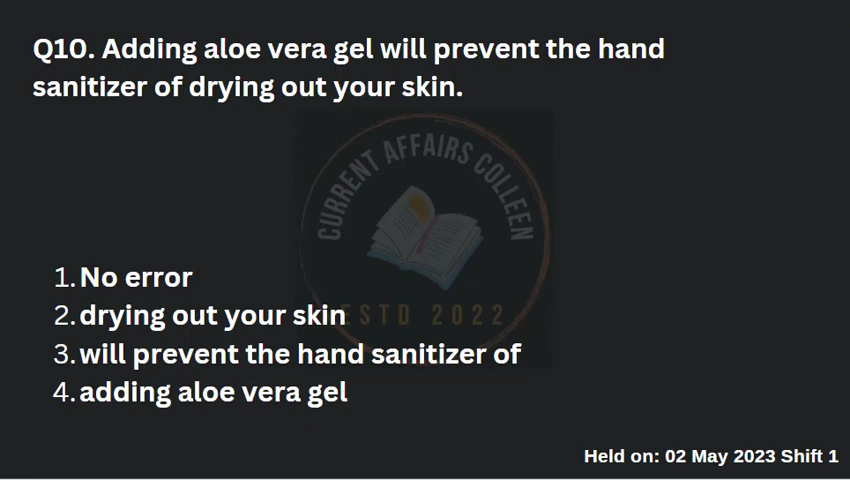 Q10. Adding aloe vera gel will prevent the hand
sanitizer of drying out your skin.
CURRENT AFFAIRS COLLEEN
ESTD 2022
1. No error
2. drying out your skin
3. will prevent the hand sanitizer of
4. adding aloe vera gel
Held on: 02 May 2023 Shift 1